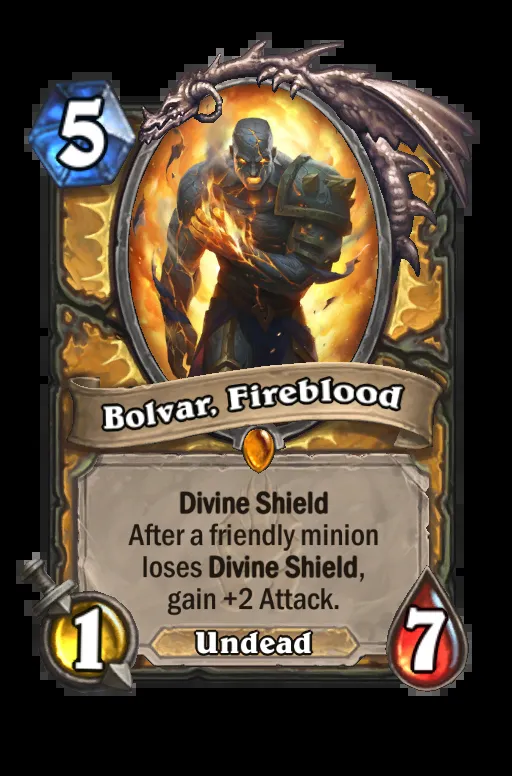 5
Bolvar, Fireblood
Divine Shield
After a friendly minion
loses Divine Shield,
gain +2 Attack.
1
Undead
7